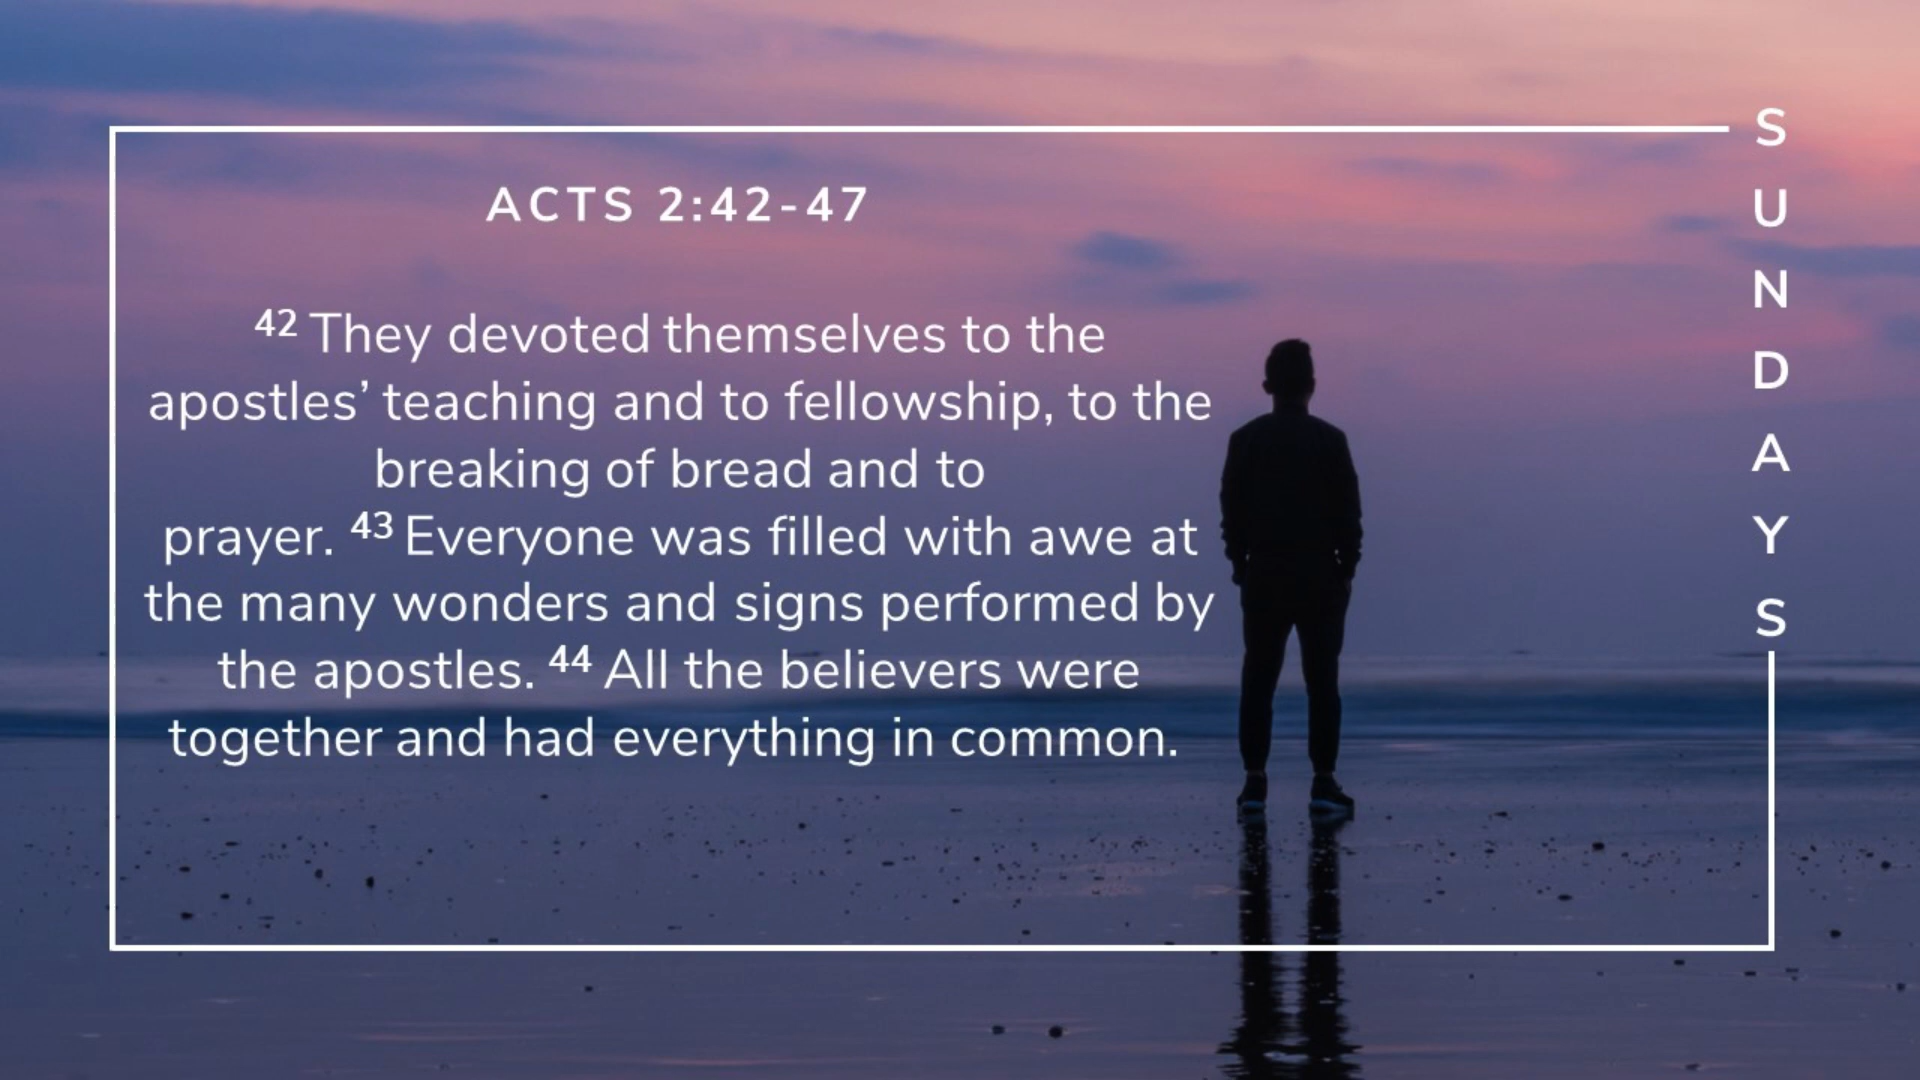 ACTS 2:42-47
42 They devoted themselves to the
apostles’ teaching and to fellowship, to the
breaking of bread and to
prayer. 43 Everyone was filled with awe at
the many wonders and signs performed by
the apostles. 44 All the believers were
together and had everything in common.
SUNDAYS